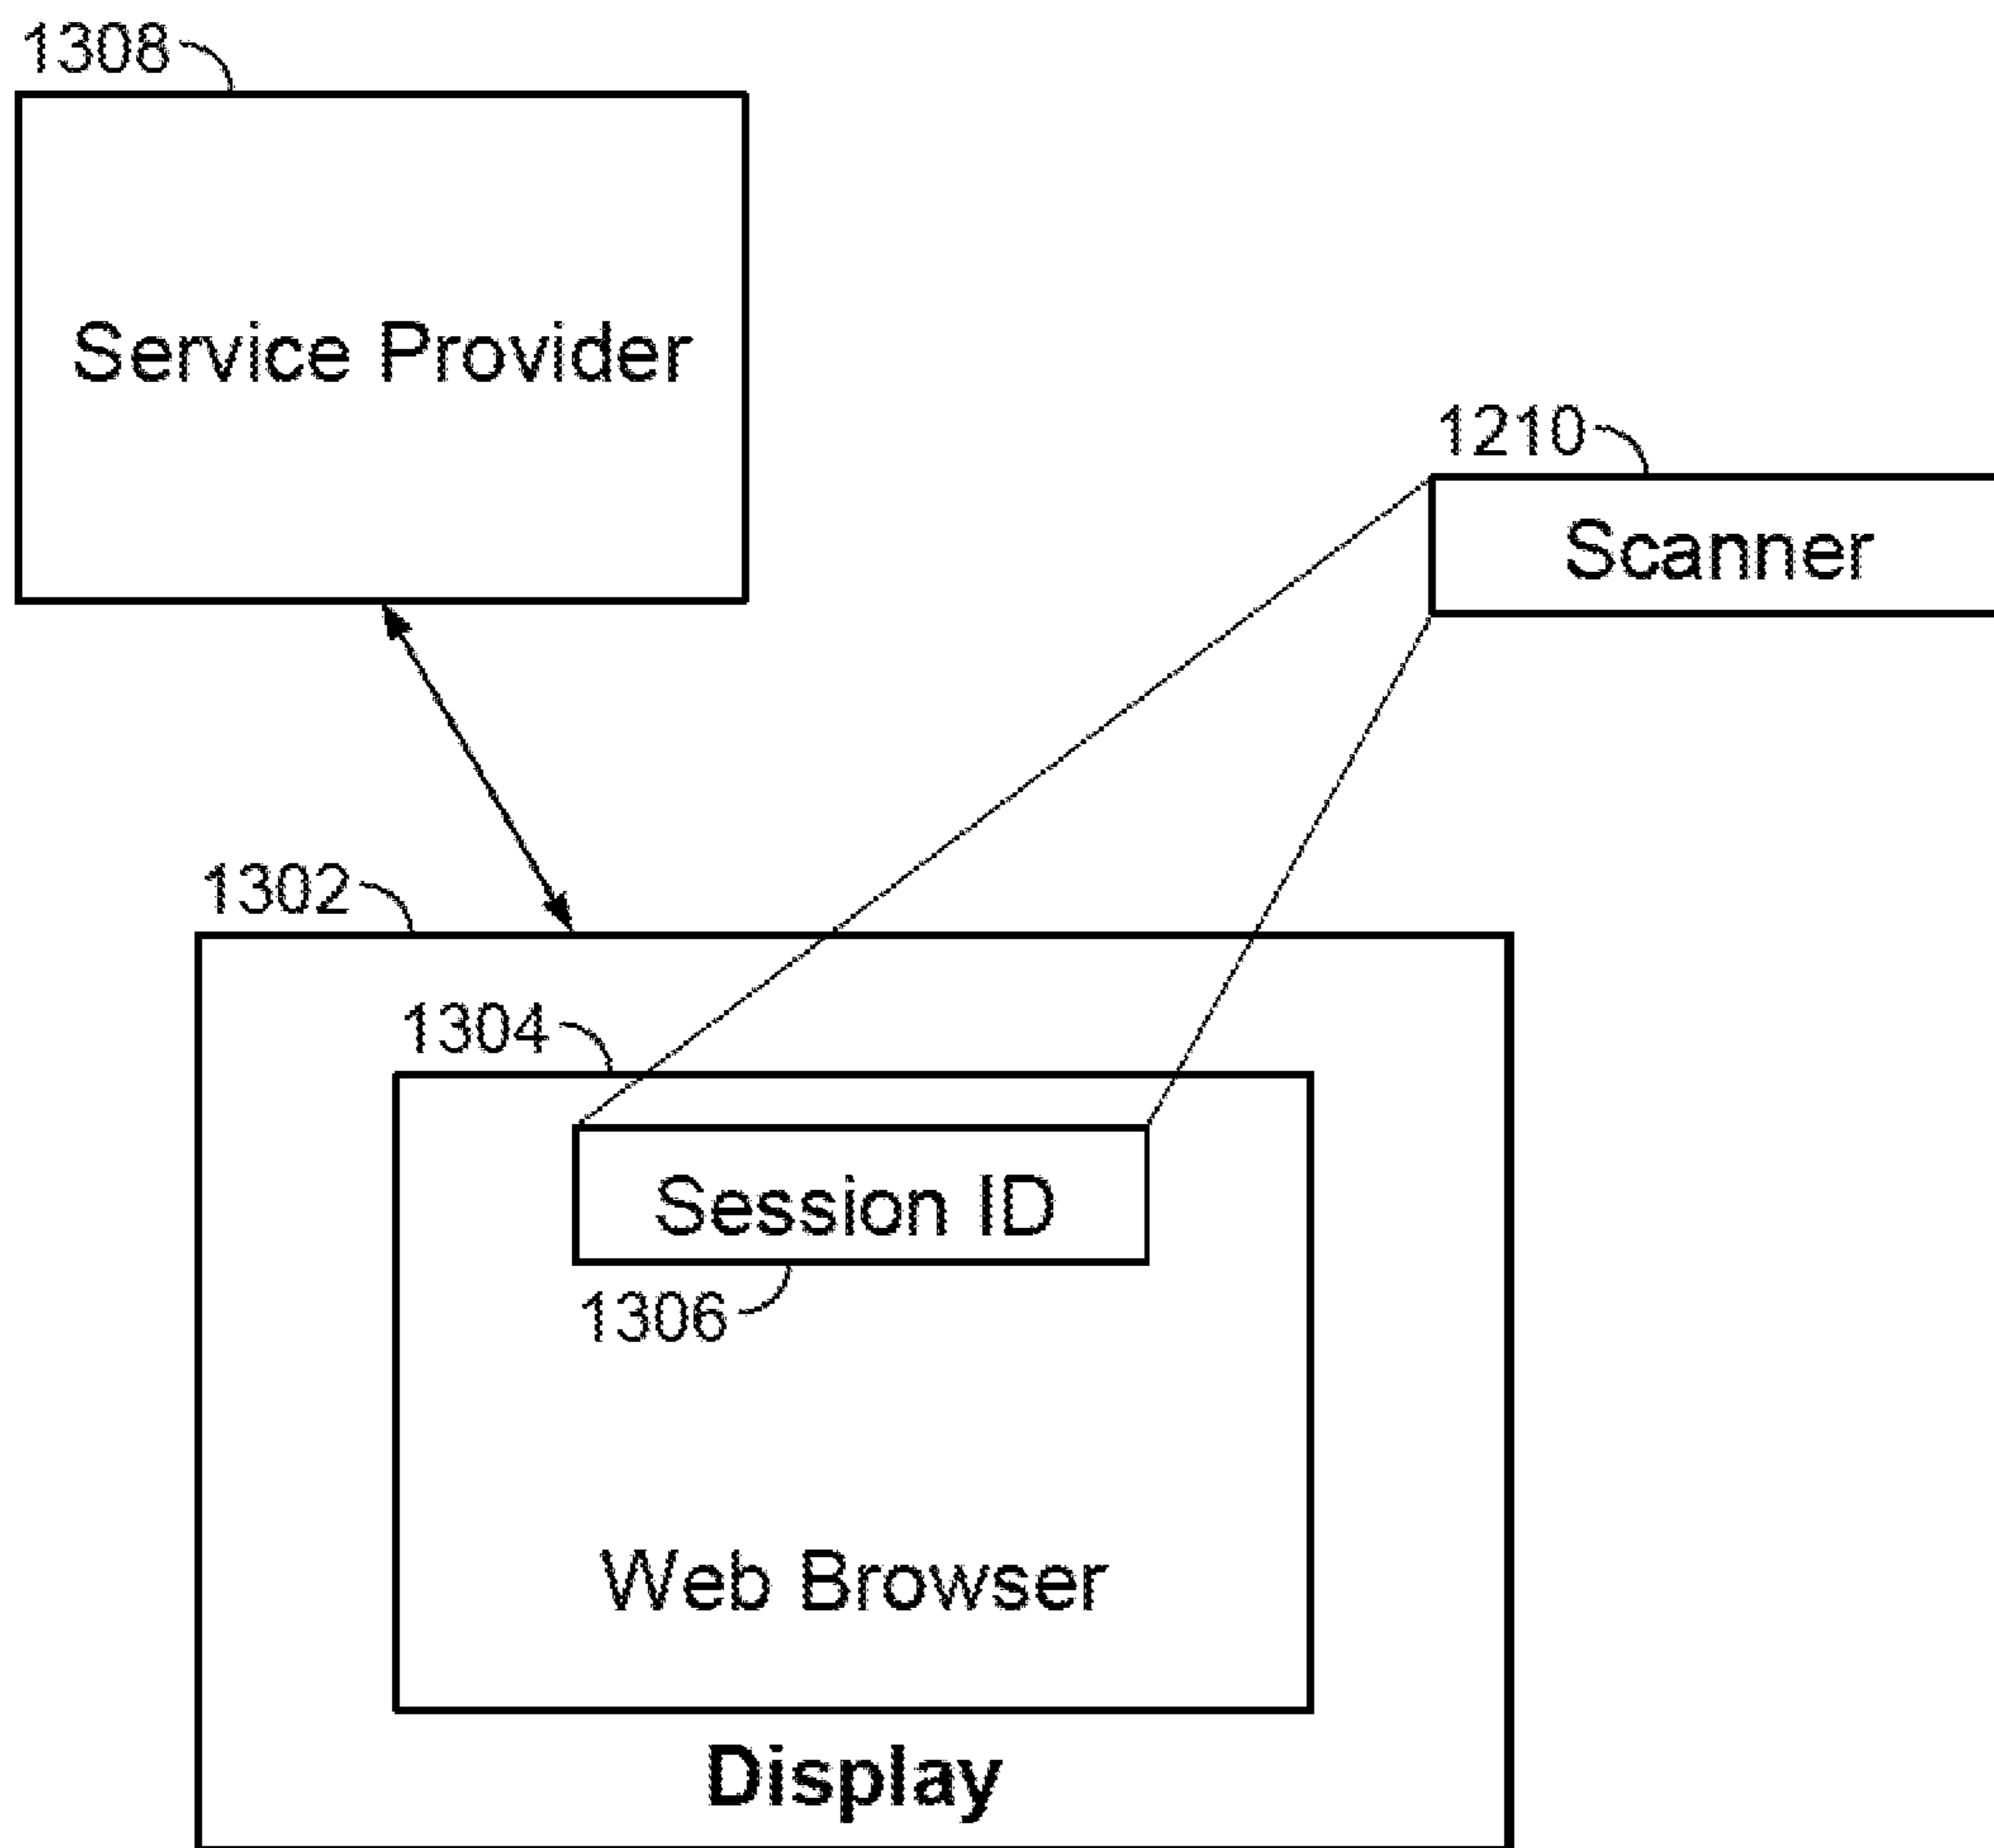 1308
Service Provider
1210
Scanner
1302
1304
Session ID
1306
Web Browser
Display